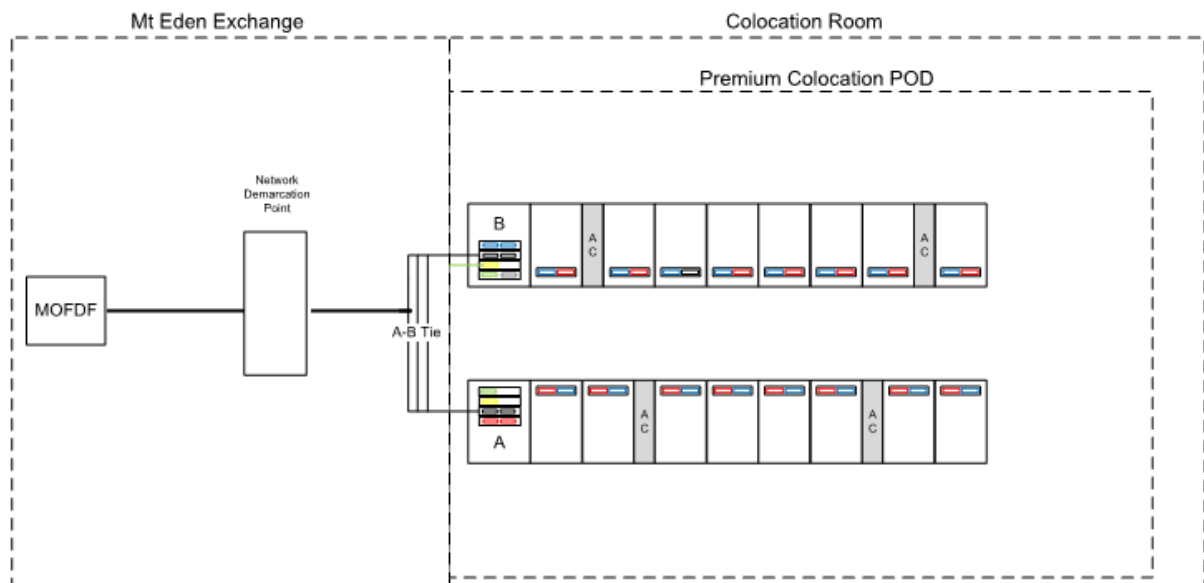 Mt Eden Exchange
Colocation Room
Premium Colocation POD
Network
Demarcation
Point
MOFDF
A-B Tie
B
A
C
A
C
A
A
C
A
C